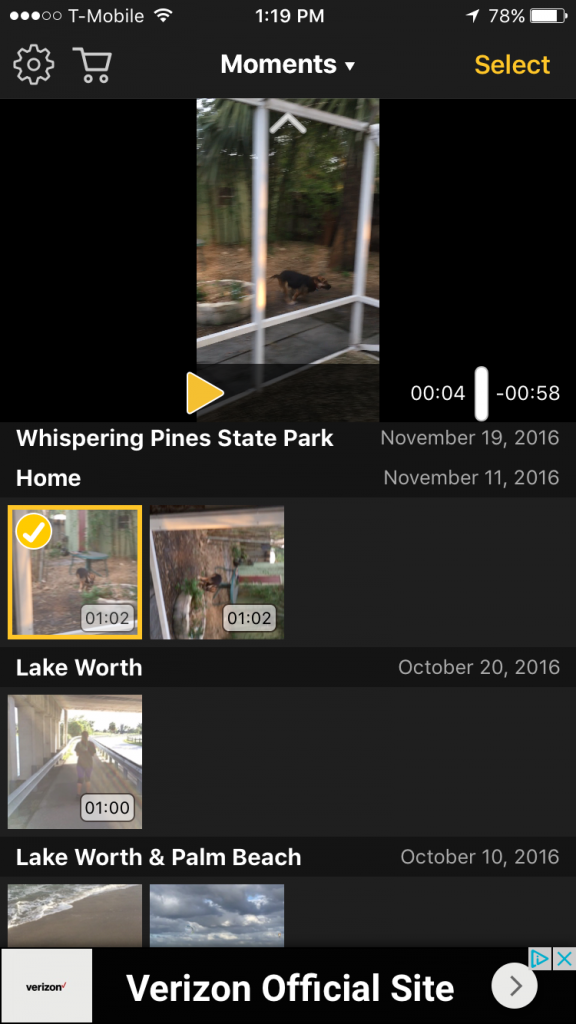 T-Mobile 1:19 PM 78%
Moments ▾ Select
00:04 -00:58
Whispering Pines State Park November 19, 2016
Home November 11, 2016
01:02 01:02
Lake Worth October 20, 2016
01:00
Lake Worth & Palm Beach October 10, 2016
verizon✓ Verizon Official Site